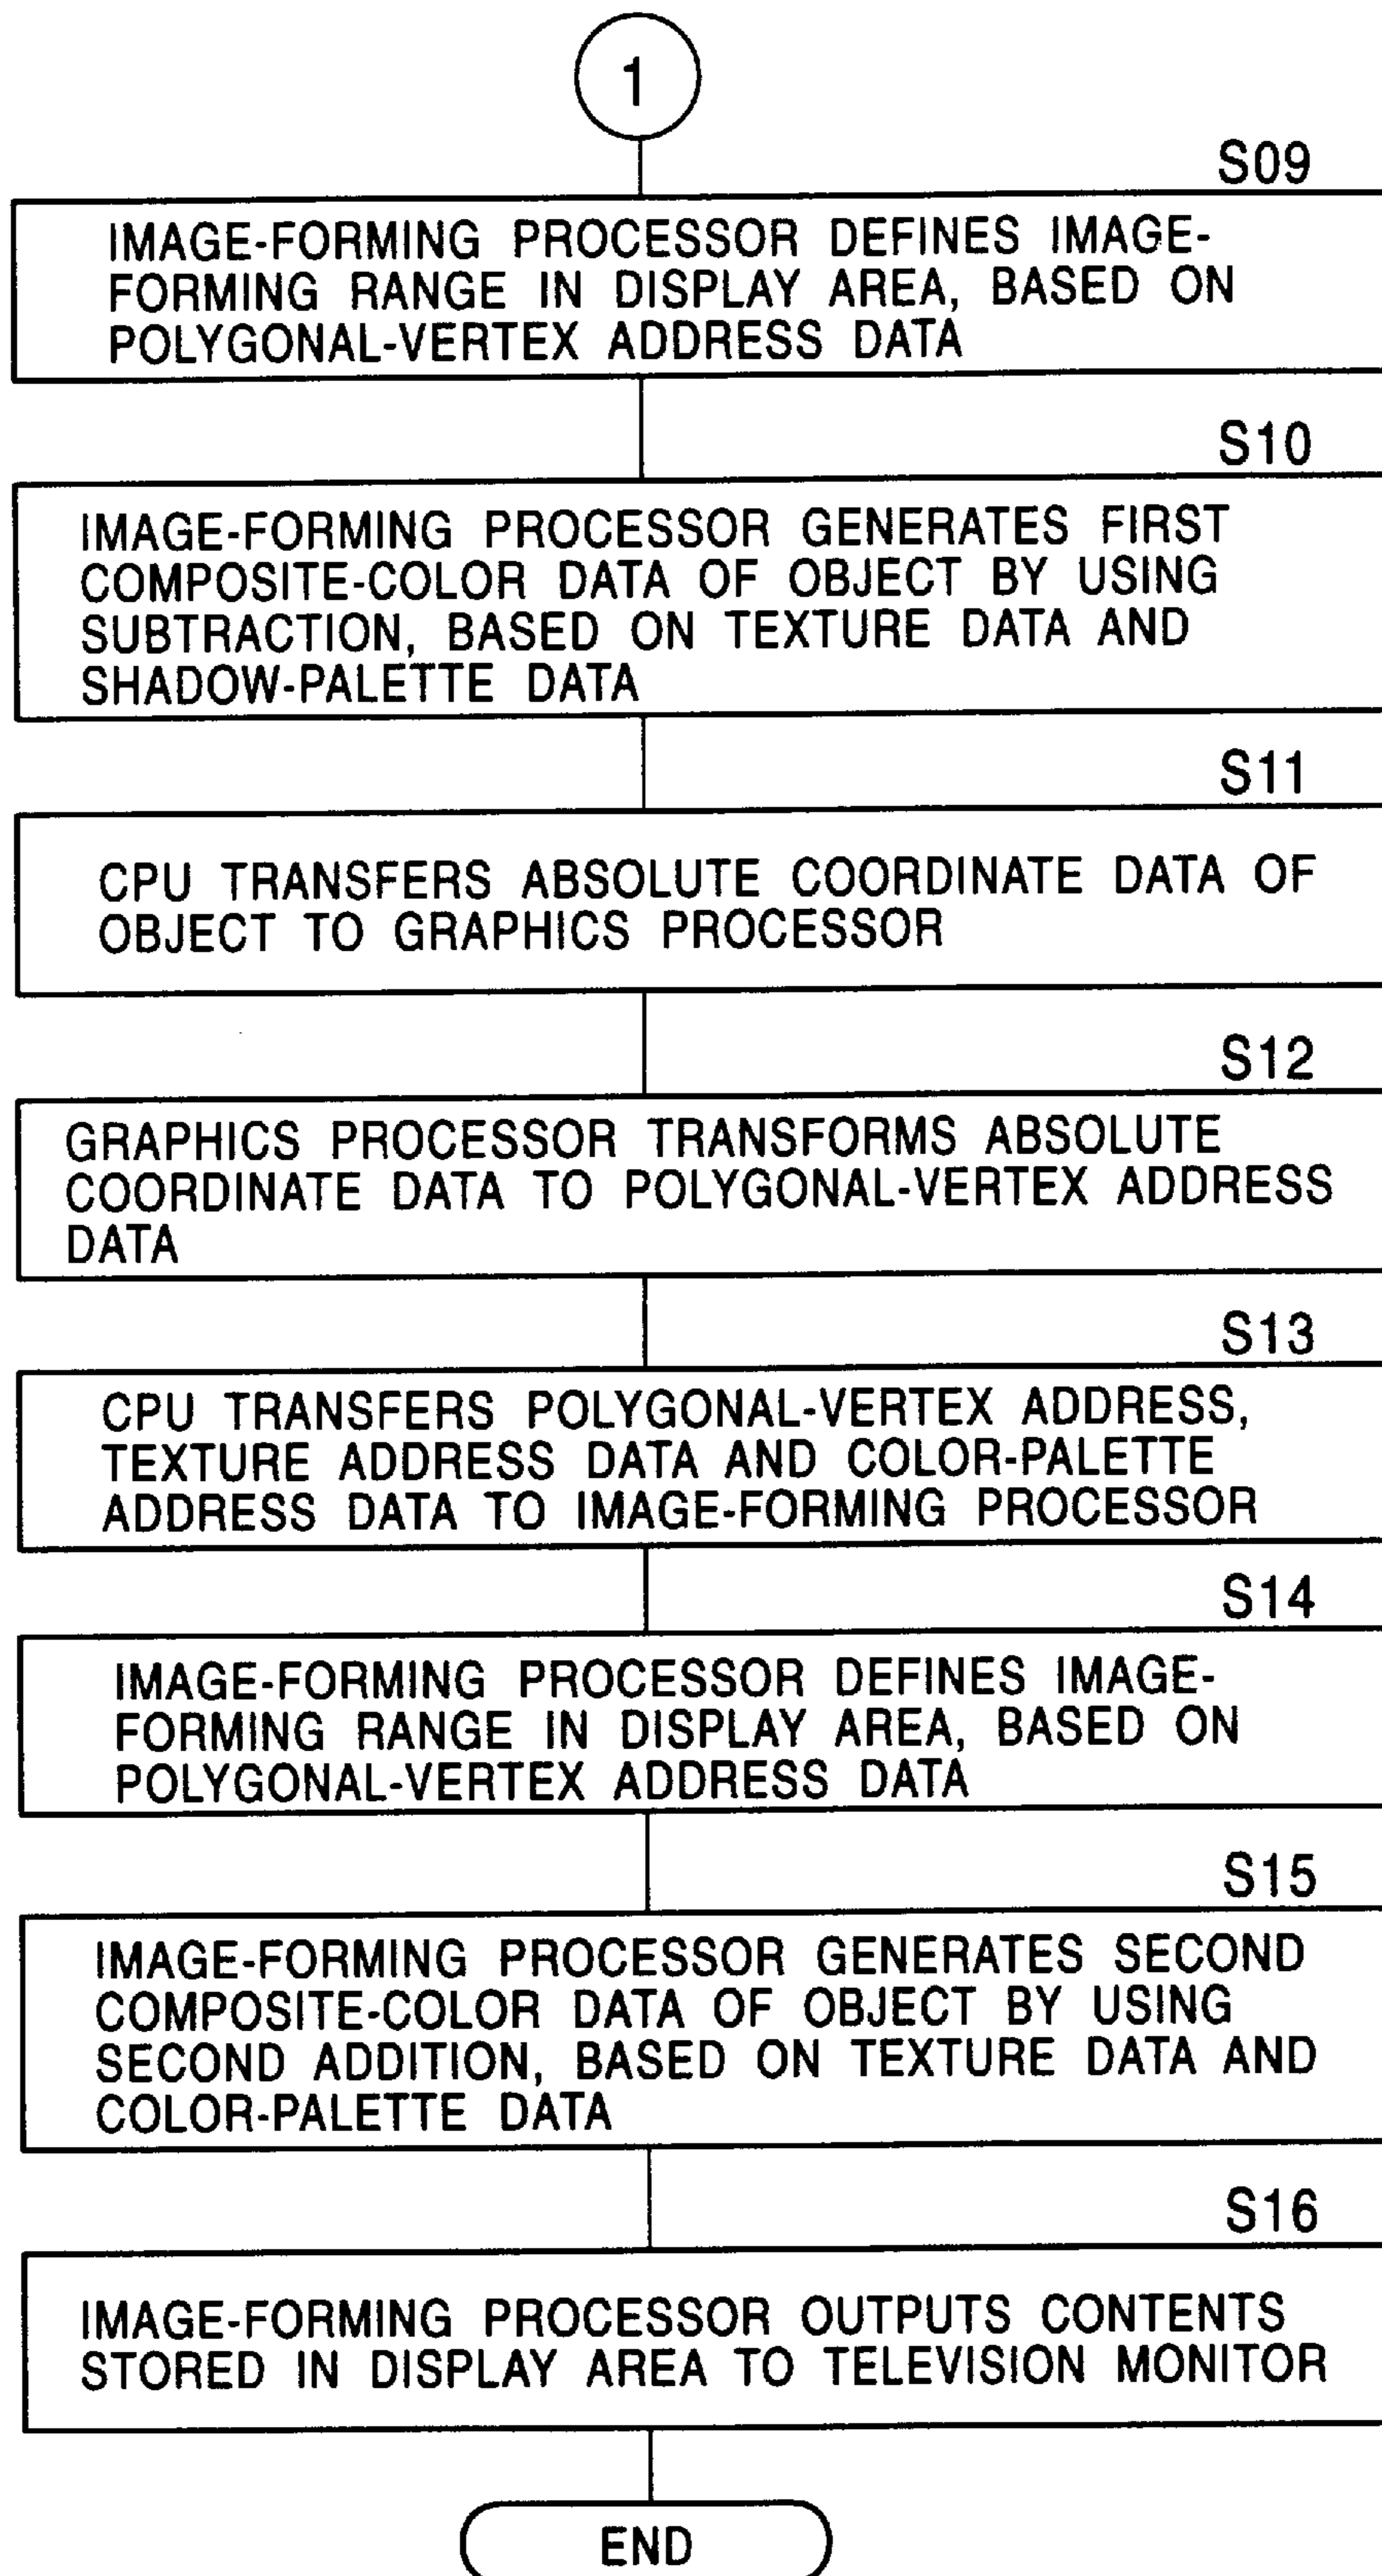 1
S09
IMAGE-FORMING PROCESSOR DEFINES IMAGE-
FORMING RANGE IN DISPLAY AREA, BASED ON
POLYGONAL-VERTEX ADDRESS DATA
S10
IMAGE-FORMING PROCESSOR GENERATES FIRST
COMPOSITE-COLOR DATA OF OBJECT BY USING
SUBTRACTION, BASED ON TEXTURE DATA AND
SHADOW-PALETTE DATA
S11
CPU TRANSFERS ABSOLUTE COORDINATE DATA OF
OBJECT TO GRAPHICS PROCESSOR
S12
GRAPHICS PROCESSOR TRANSFORMS ABSOLUTE
COORDINATE DATA TO POLYGONAL-VERTEX ADDRESS
DATA
S13
CPU TRANSFERS POLYGONAL-VERTEX ADDRESS,
TEXTURE ADDRESS DATA AND COLOR-PALETTE
ADDRESS DATA TO IMAGE-FORMING PROCESSOR
S14
IMAGE-FORMING PROCESSOR DEFINES IMAGE-
FORMING RANGE IN DISPLAY AREA, BASED ON
POLYGONAL-VERTEX ADDRESS DATA
S15
IMAGE-FORMING PROCESSOR GENERATES SECOND
COMPOSITE-COLOR DATA OF OBJECT BY USING
SECOND ADDITION, BASED ON TEXTURE DATA AND
COLOR-PALETTE DATA
S16
IMAGE-FORMING PROCESSOR OUTPUTS CONTENTS
STORED IN DISPLAY AREA TO TELEVISION MONITOR
END